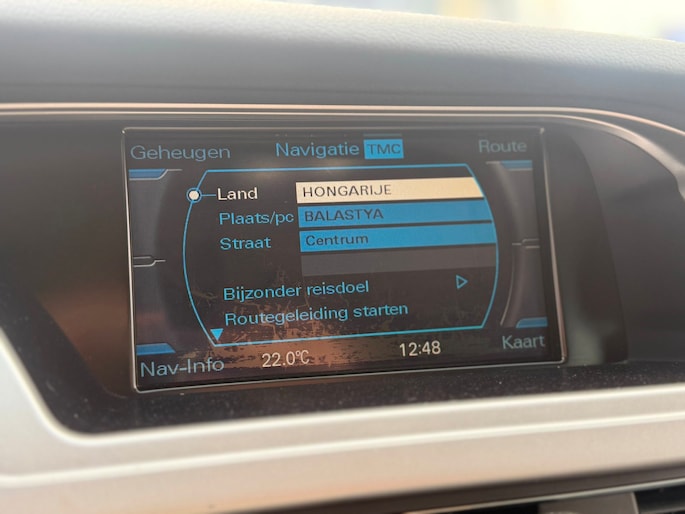 Geheugen Navigatie TMC Route
Land HONGARIJE
Plaats/pc BALASTYA
Straat Centrum
Bijzonder reisdoel
Routegeleiding starten
Nav-Info 22.0°C 12:48 Kaart